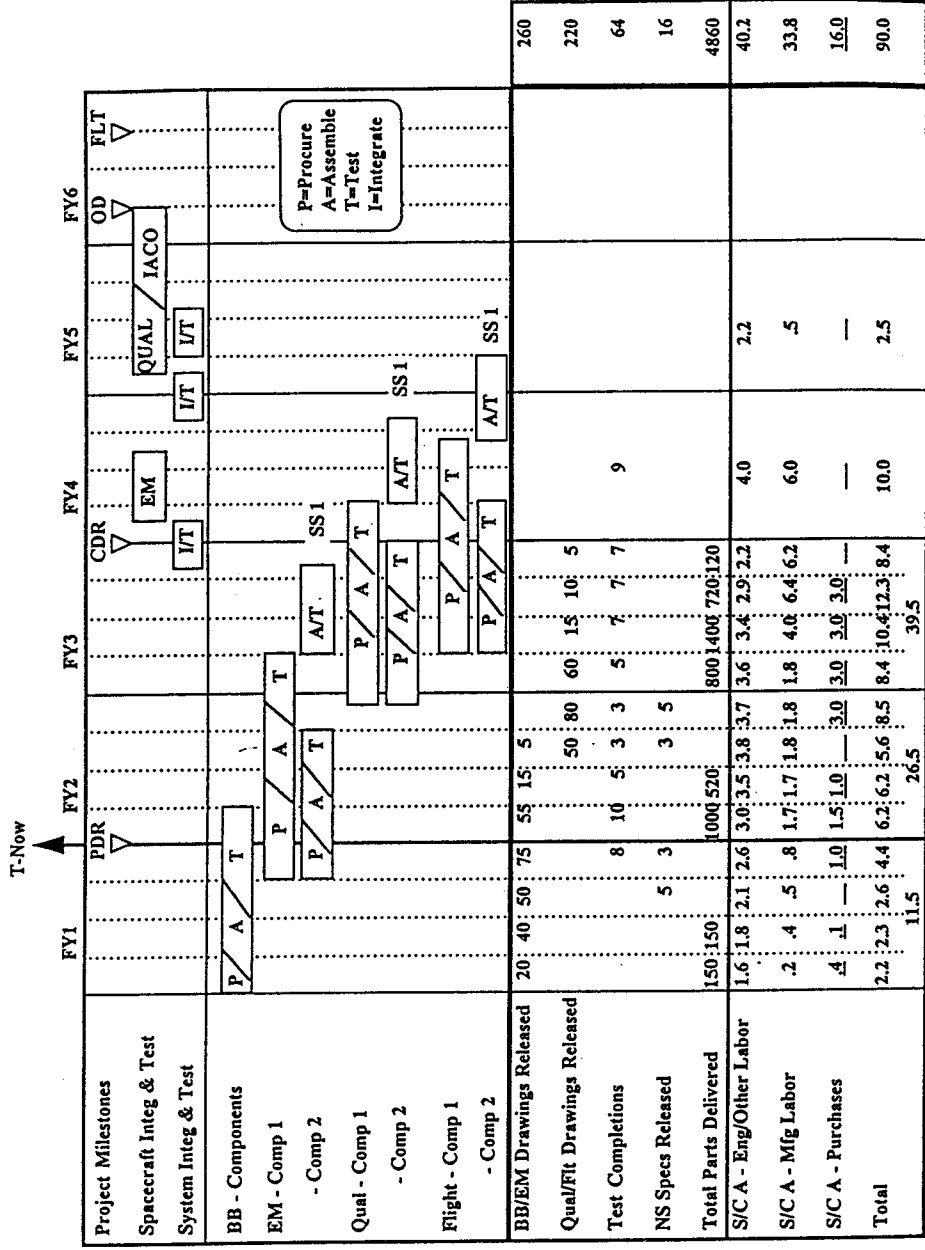 T-Now
FY1 FY2 FY3 FY4 FY5 FY6
Project Milestones PDR CDR OD FLT
Spacecraft Integ & Test EM QUAL IACO
System Integ & Test I/T I/T I/T
BB - Components P A T
EM - Comp 1 P A T
- Comp 2 P A T A/T SS 1
Qual - Comp 1 P A T
- Comp 2 P A T A/T SS 1
Flight - Comp 1 P A T
- Comp 2 P A T A/T SS 1
P=Procure
A=Assemble
T=Test
I=Integrate
BB/EM Drawings Released 20 40 50 75 55 15 5 260
Qual/Flt Drawings Released 50 80 60 15 10 5 220
Test Completions 8 10 5 3 3 5 7 7 7 9 64
NS Specs Released 5 3 3 5 16
Total Parts Delivered 150 150 1000 520 800 1400 720 120 4860
S/C A - Eng/Other Labor 1.6 1.8 2.1 2.6 3.0 3.5 3.8 3.7 3.6 3.4 2.9 2.2 4.0 2.2 40.2
S/C A - Mfg Labor .2 .4 .5 .8 1.7 1.7 1.8 1.8 1.8 4.0 6.4 6.2 6.0 .5 33.8
S/C A - Purchases .4 .1 — 1.0 1.5 1.0 — 3.0 3.0 3.0 3.0 — — — 16.0
Total 2.2 2.3 2.6 4.4 6.2 6.2 5.6 8.5 8.4 10.4 12.3 8.4 10.0 2.5 90.0
11.5 26.5 39.5